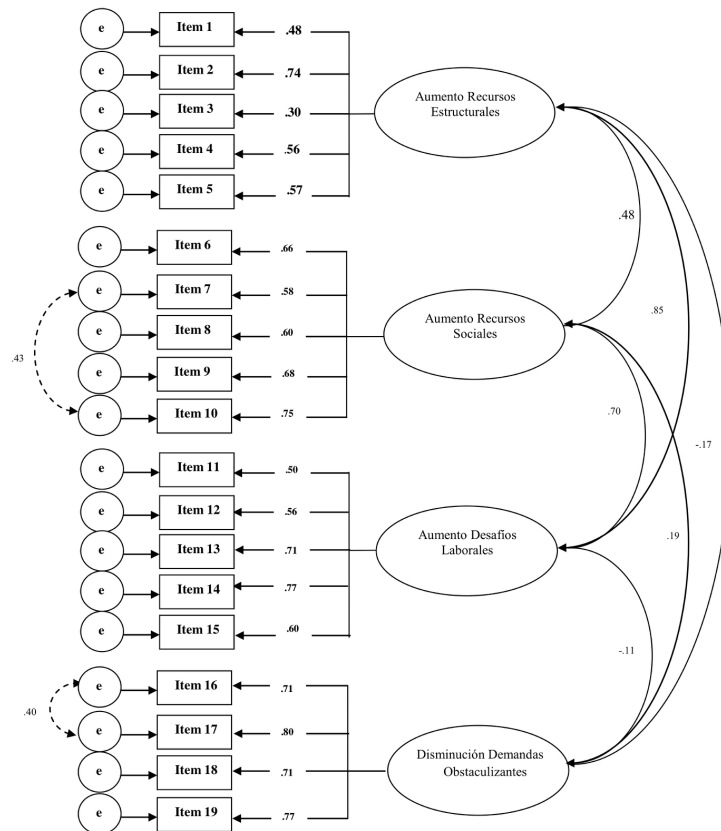 e Item 1 .48
e Item 2 .74
e Item 3 .30
e Item 4 .56
e Item 5 .57
Aumento Recursos
Estructurales
.48
e Item 6 .66
e Item 7 .58
e Item 8 .60
e Item 9 .68
e Item 10 .75
.43
Aumento Recursos
Sociales
.85
.70
-.17
e Item 11 .50
e Item 12 .56
e Item 13 .71
e Item 14 .77
e Item 15 .60
Aumento Desafíos
Laborales
.19
-.11
e Item 16 .71
e Item 17 .80
e Item 18 .71
e Item 19 .77
.40
Disminución Demandas
Obstaculizantes